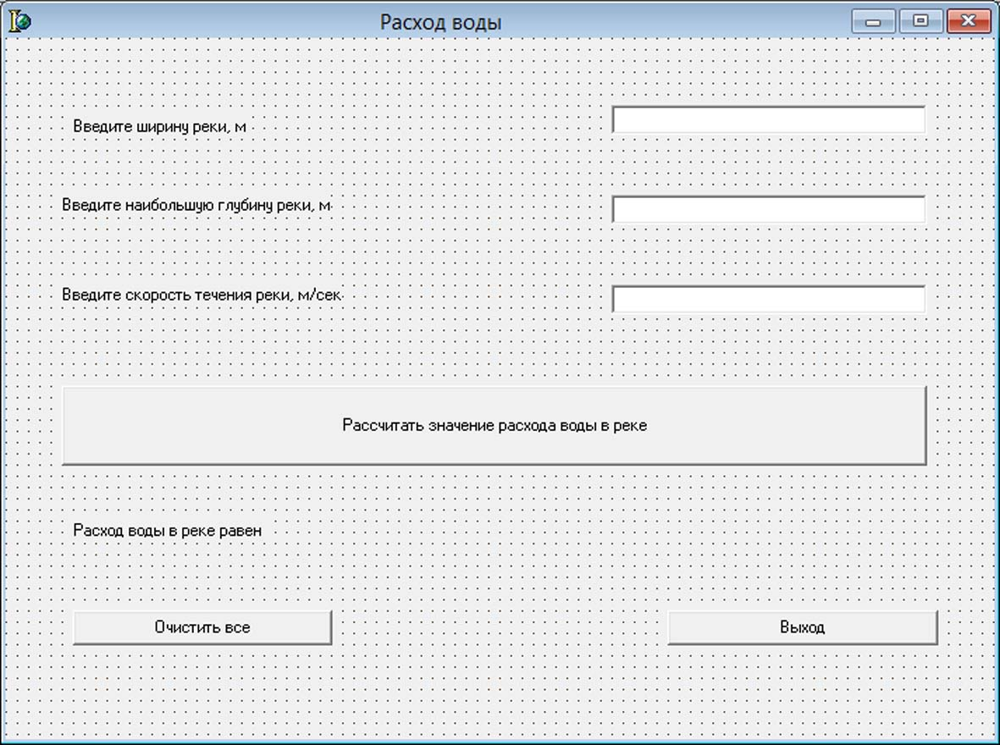 Расход воды
Введите ширину реки, м
Введите наибольшую глубину реки, м
Введите скорость течения реки, м/сек
Рассчитать значение расхода воды в реке
Расход воды в реке равен
Очистить все
Выход